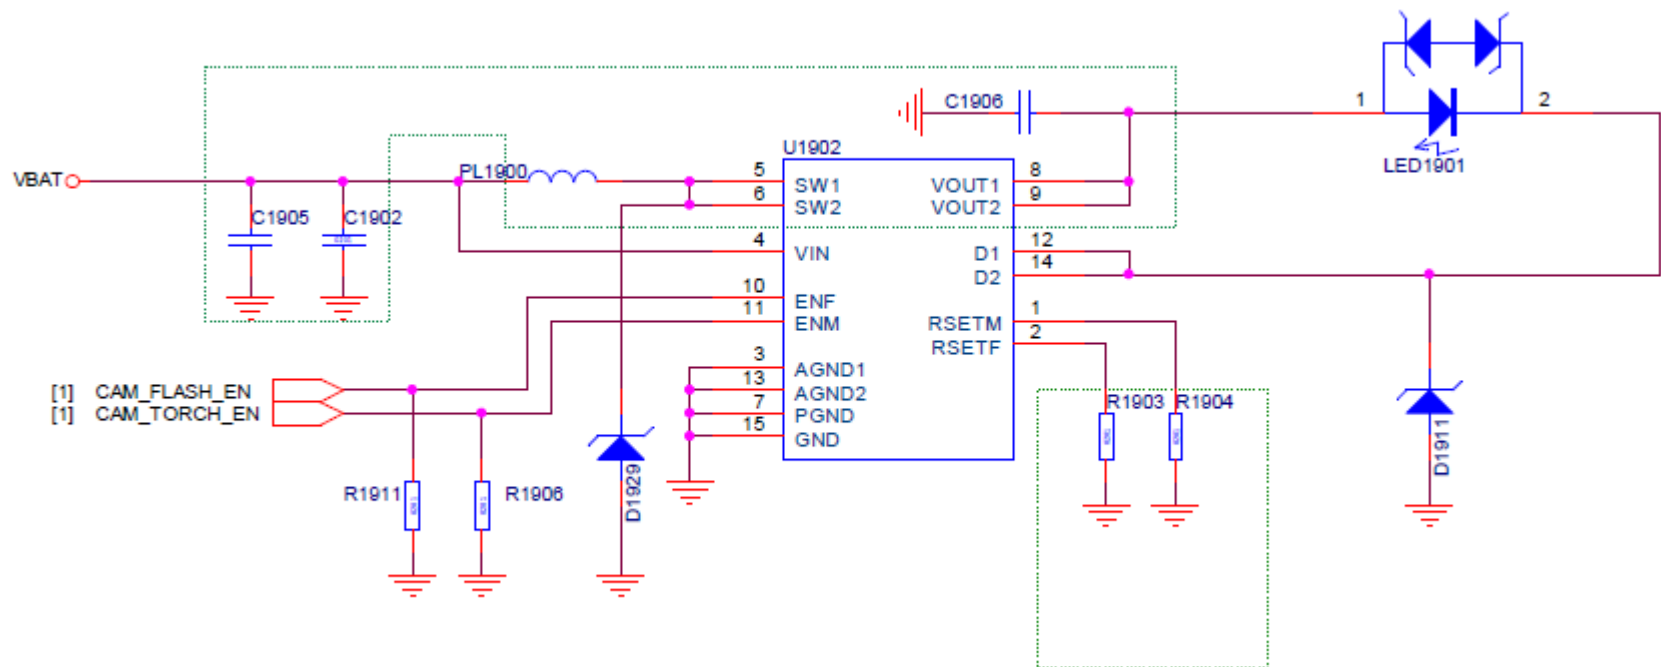 C1906
1
2
U1902
LED1901
VBAT
PL1900
5
SW1
VOUT1
8
6
SW2
VOUT2
9
C1905
C1902
4
VIN
D1
12
D2
14
10
ENF
11
ENM
RSETM
1
RSETF
2
3
AGND1
[1] CAM_FLASH_EN
13
AGND2
R1903
R1904
[1] CAM_TORCH_EN
7
PGND
15
GND
D1911
R1911
R1906
D1929